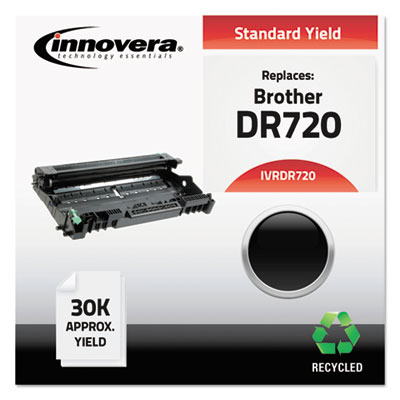 innovera
technology essentials
Standard Yield
Replaces:
Brother
DR720
IVRDR720
30K
APPROX.
YIELD
RECYCLED